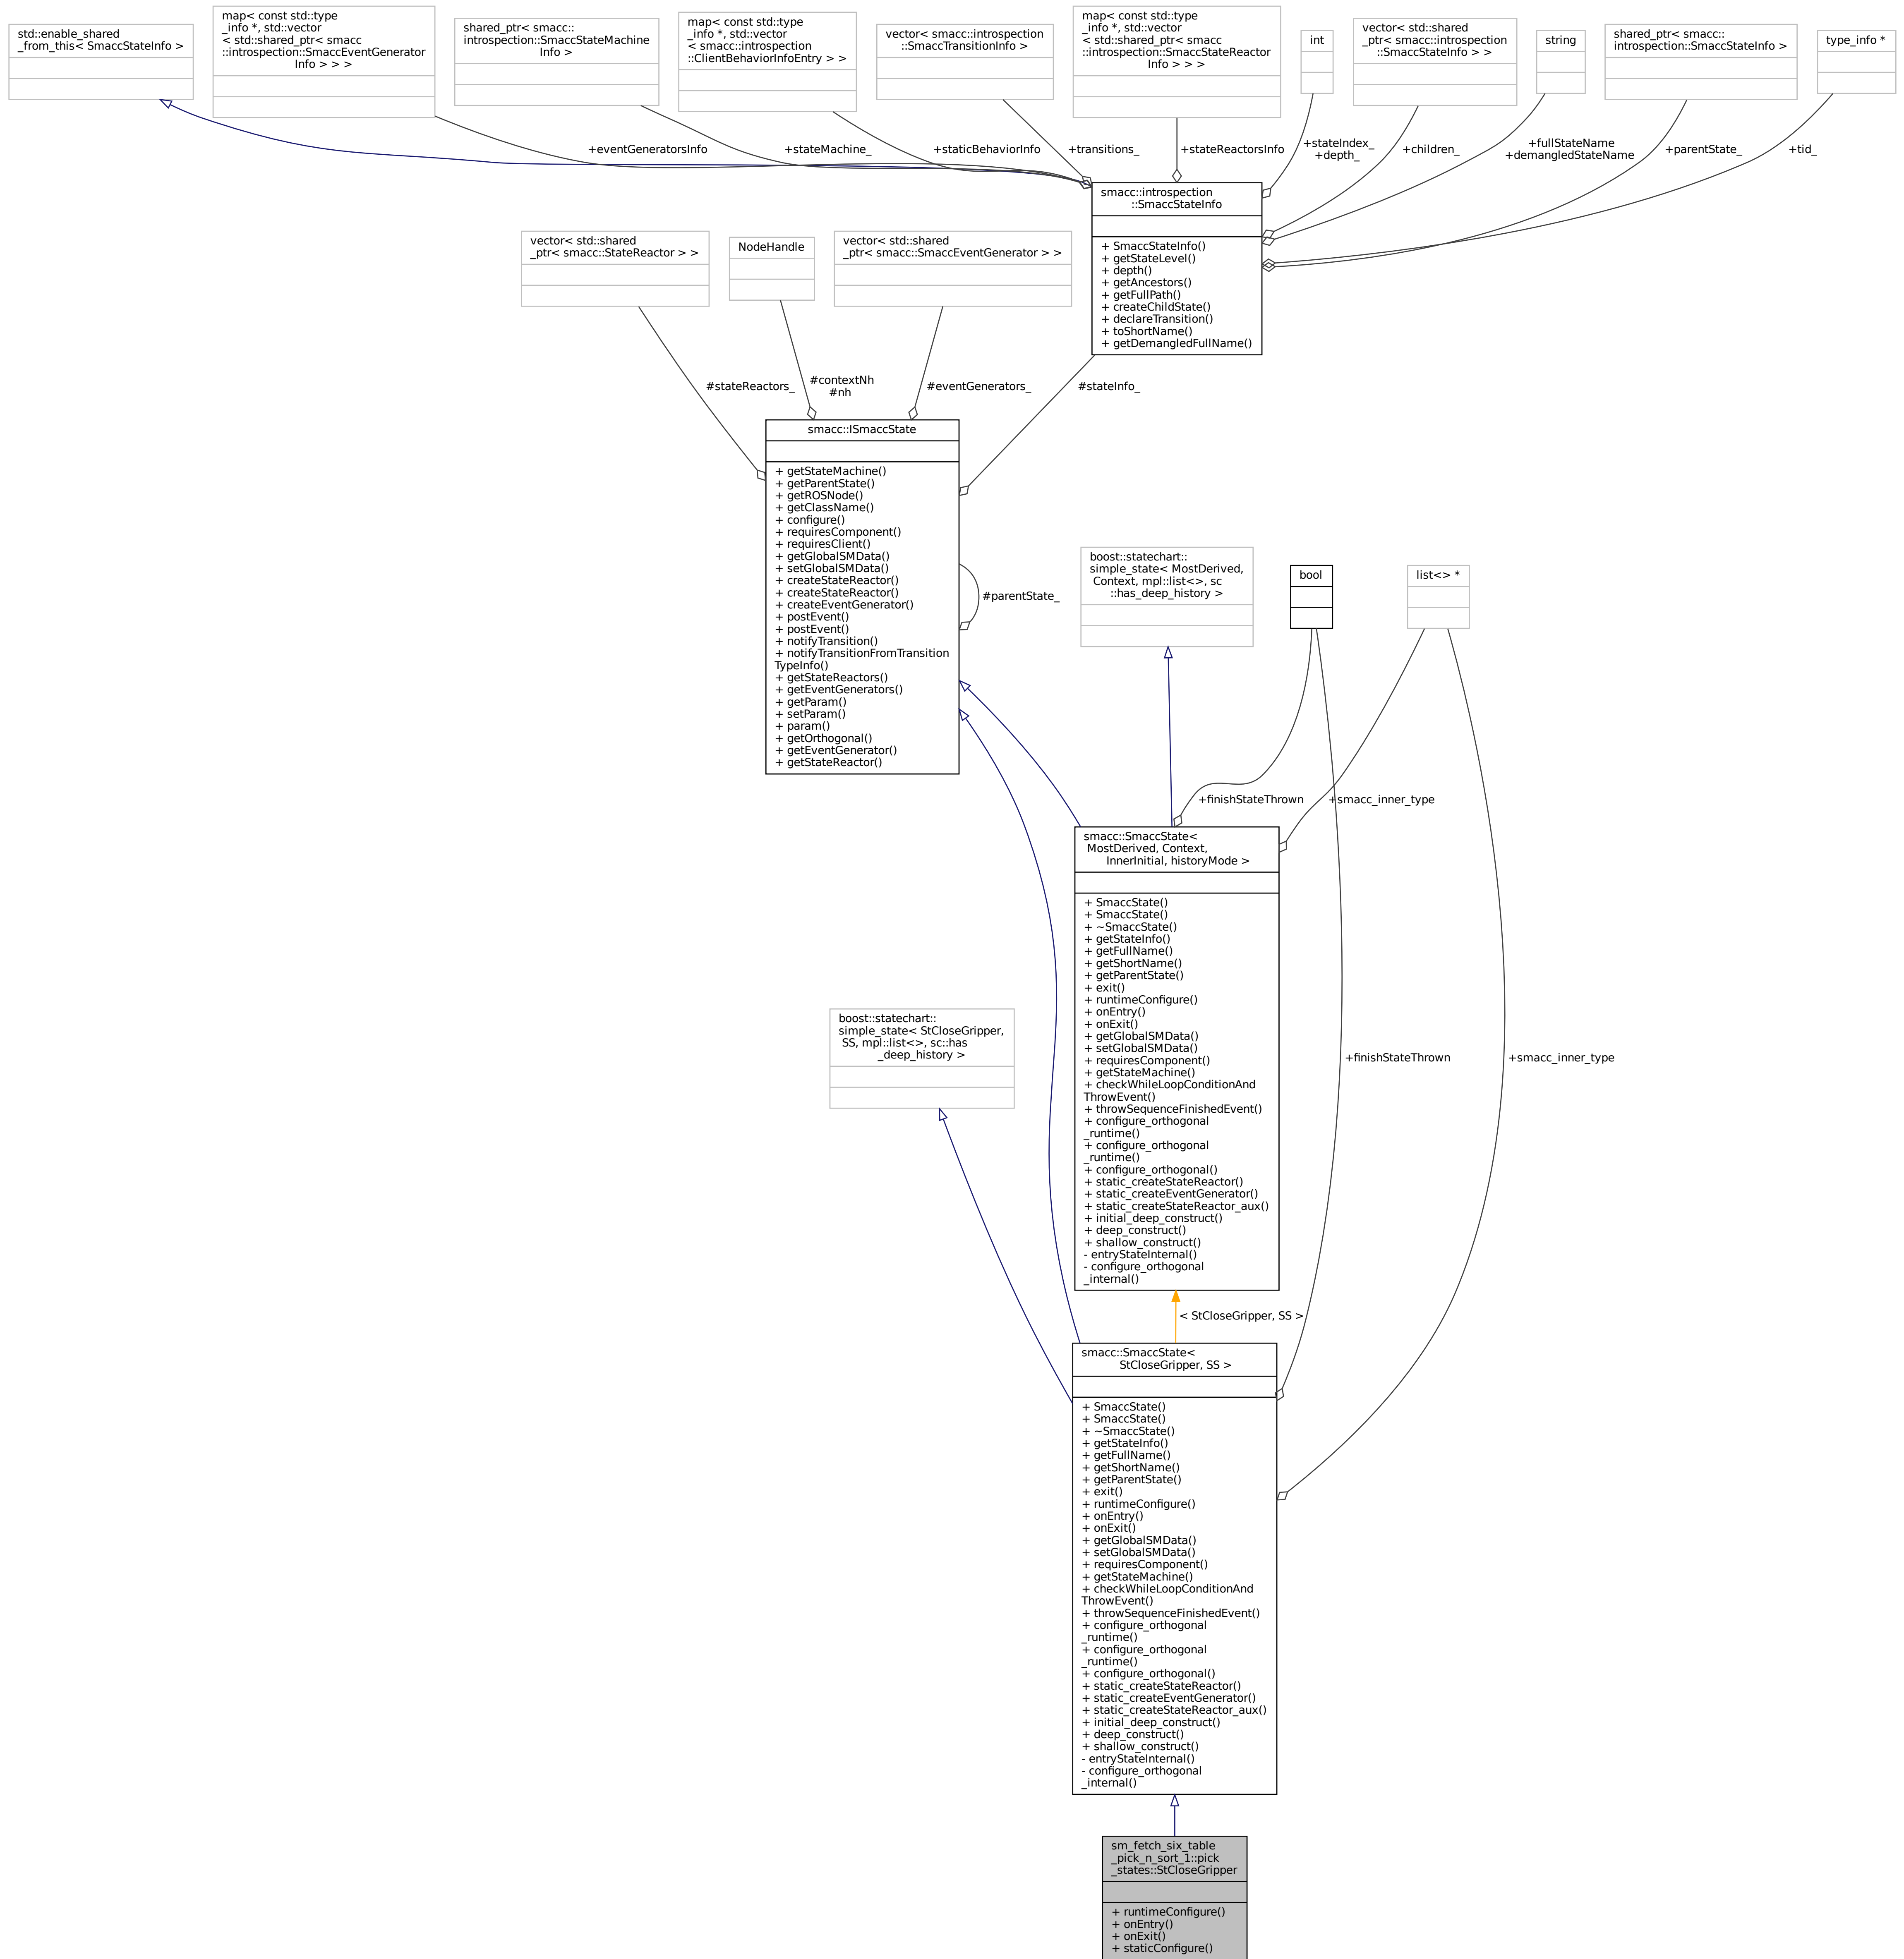 std::enable_shared
_from_this< SmaccStateInfo >
map< const std::type
_info *, std::vector
< std::shared_ptr< smacc
::introspection::SmaccEventGenerator
Info > > >
shared_ptr< smacc::
introspection::SmaccStateMachine
Info >
map< const std::type
_info *, std::vector
< smacc::introspection
::ClientBehaviorInfoEntry > >
vector< smacc::introspection
::SmaccTransitionInfo >
map< const std::type
_info *, std::vector
< std::shared_ptr< smacc
::introspection::SmaccStateReactor
Info > > >
int
vector< std::shared
_ptr< smacc::introspection
::SmaccStateInfo > >
string
shared_ptr< smacc::
introspection::SmaccStateInfo >
type_info *
+eventGeneratorsInfo
+stateMachine_
+staticBehaviorInfo
+transitions_
+stateReactorsInfo
+stateIndex_
+depth_
+children_
+fullStateName
+demangledStateName
+parentState_
+tid_
smacc::introspection
::SmaccStateInfo
+ SmaccStateInfo()
+ getStateLevel()
+ depth()
+ getAncestors()
+ getFullPath()
+ createChildState()
+ declareTransition()
+ toShortName()
+ getDemangledFullName()
vector< std::shared
_ptr< smacc::StateReactor > >
NodeHandle
vector< std::shared
_ptr< smacc::SmaccEventGenerator > >
#stateReactors_
#contextNh
#nh
#eventGenerators_
#stateInfo_
smacc::ISmaccState
+ getStateMachine()
+ getParentState()
+ getROSNode()
+ getClassName()
+ configure()
+ requiresComponent()
+ requiresClient()
+ getGlobalSMData()
+ setGlobalSMData()
+ createStateReactor()
+ createStateReactor()
+ createEventGenerator()
+ postEvent()
+ postEvent()
+ notifyTransition()
+ notifyTransitionFromTransition
TypeInfo()
+ getStateReactors()
+ getEventGenerators()
+ getParam()
+ setParam()
+ param()
+ getOrthogonal()
+ getEventGenerator()
+ getStateReactor()
#parentState_
boost::statechart::
simple_state< MostDerived,
Context, mpl::list<>, sc
::has_deep_history >
bool
list<> *
+finishStateThrown
+smacc_inner_type
smacc::SmaccState<
MostDerived, Context,
InnerInitial, historyMode >
+ SmaccState()
+ SmaccState()
+ ~SmaccState()
+ getStateInfo()
+ getFullName()
+ getShortName()
+ getParentState()
+ exit()
+ runtimeConfigure()
+ onEntry()
+ onExit()
+ getGlobalSMData()
+ setGlobalSMData()
+ requiresComponent()
+ getStateMachine()
+ checkWhileLoopConditionAnd
ThrowEvent()
+ throwSequenceFinishedEvent()
+ configure_orthogonal
_runtime()
+ configure_orthogonal
_runtime()
+ configure_orthogonal()
+ static_createStateReactor()
+ static_createEventGenerator()
+ static_createStateReactor_aux()
+ initial_deep_construct()
+ deep_construct()
+ shallow_construct()
- entryStateInternal()
- configure_orthogonal
_internal()
boost::statechart::
simple_state< StCloseGripper,
SS, mpl::list<>, sc::has
_deep_history >
+finishStateThrown
+smacc_inner_type
< StCloseGripper, SS >
smacc::SmaccState<
StCloseGripper, SS >
+ SmaccState()
+ SmaccState()
+ ~SmaccState()
+ getStateInfo()
+ getFullName()
+ getShortName()
+ getParentState()
+ exit()
+ runtimeConfigure()
+ onEntry()
+ onExit()
+ getGlobalSMData()
+ setGlobalSMData()
+ requiresComponent()
+ getStateMachine()
+ checkWhileLoopConditionAnd
ThrowEvent()
+ throwSequenceFinishedEvent()
+ configure_orthogonal
_runtime()
+ configure_orthogonal
_runtime()
+ configure_orthogonal()
+ static_createStateReactor()
+ static_createEventGenerator()
+ static_createStateReactor_aux()
+ initial_deep_construct()
+ deep_construct()
+ shallow_construct()
- entryStateInternal()
- configure_orthogonal
_internal()
sm_fetch_six_table
_pick_n_sort_1::pick
_states::StCloseGripper
+ runtimeConfigure()
+ onEntry()
+ onExit()
+ staticConfigure()